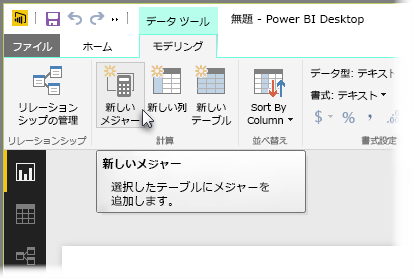 データ ツール
無題 - Power BI Desktop
ファイル
ホーム
モデリング
リレーション
シップの管理
新しい
メジャー
新しい列
新しい
テーブル
Sort By
Column
データ型: テキスト
書式: テキスト
$ % ,
リレーションシップ
計算
並べ替え
書式設定
新しいメジャー
選択したテーブルにメジャーを
追加します。